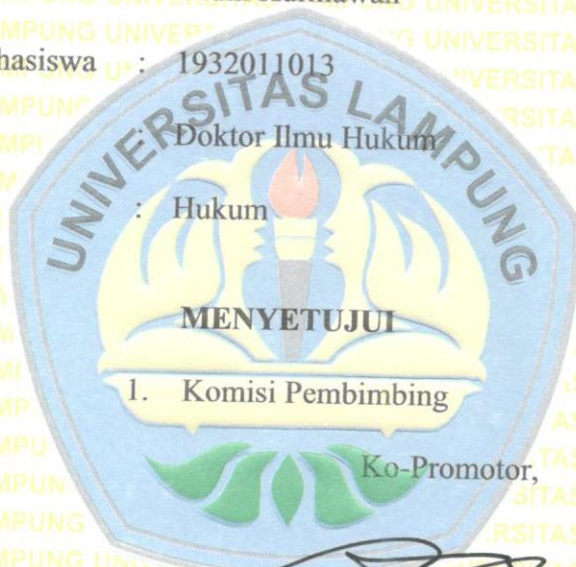 hasiswa : 1932011013
UNIVERSITAS LAMPUNG
: Doktor Ilmu Hukum
: Hukum
MENYETUJUI
1. Komisi Pembimbing
Ko-Promotor,